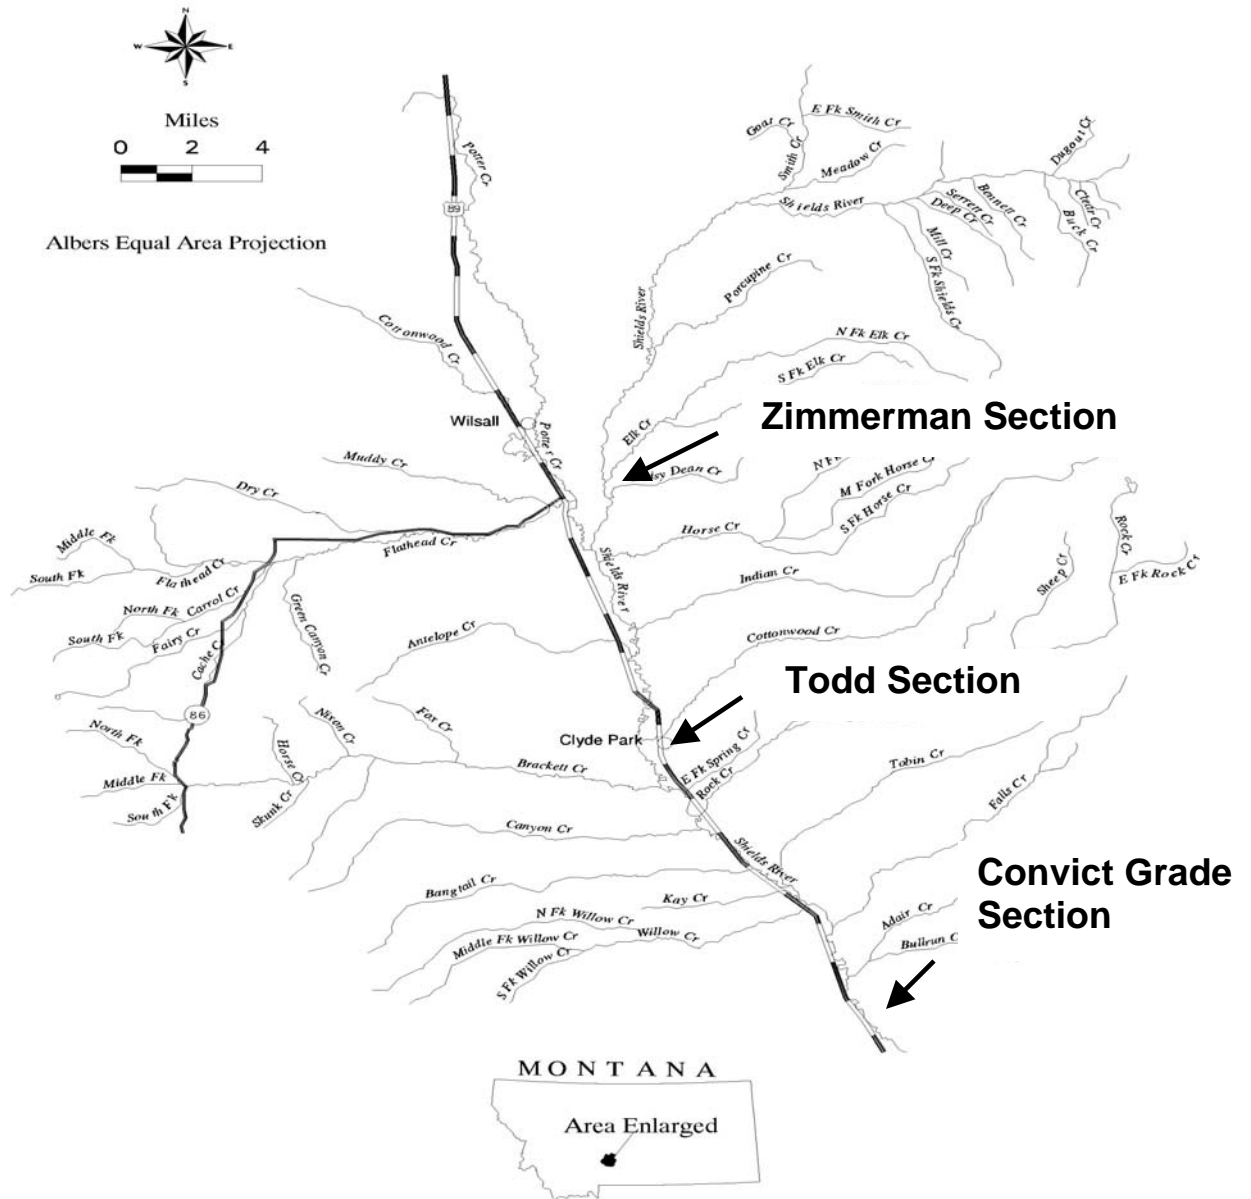 N
W
E
S
Miles
0 2 4
Albers Equal Area Projection
E Fk Smith Cr
Goat Cr
Smith Cr
Meadow Cr
Dugout Cr
Shields River
Serren Cr
Bennett Cr
Deep Cr
Clear Cr
Buck Cr
Mill Cr
S Fk Shields Cr
Potter Cr
89
Porcupine Cr
Shields River
Cottonwood Cr
N Fk Elk Cr
S Fk Elk Cr
Elk Cr
Zimmerman Section
Wilsall
Potter Cr
Muddy Cr
isy Dean Cr
N F
M Fork Horse Cr
S Fk Horse Cr
Dry Cr
Horse Cr
Rock Cr
Middle Fk
Flathead Cr
South Fk
Flathead Cr
Shields River
Indian Cr
Sheep Cr
E Fk Rock Cr
North Fk Carrol Cr
Green Canyon Cr
South Fk
Fairy Cr
Cache Cr
Antelope Cr
Cottonwood Cr
Todd Section
86
North Fk
Nixon Cr
Fox Cr
Clyde Park
Horse Cr
Brackett Cr
E Fk Spring Cr
Rock Cr
Tobin Cr
Middle Fk
South Fk
Skunk Cr
Falls Cr
Canyon Cr
Shields River
Convict Grade
Section
Bangtail Cr
Kay Cr
N Fk Willow Cr
Willow Cr
Middle Fk Willow Cr
S Fk Willow Cr
Adair Cr
Bullrun C
MONTANA
Area Enlarged